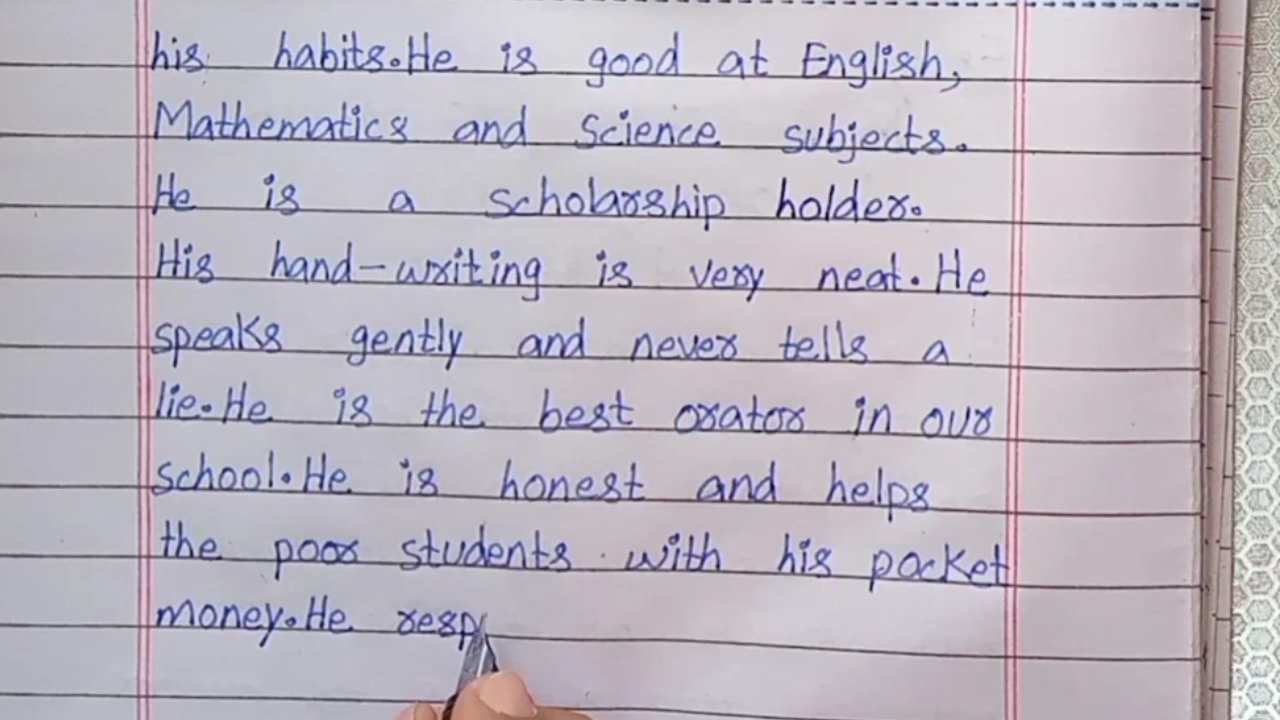 his habits.He is good at English,
Mathematics and Science subjects.
He is a scholarship holder.
His hand-writing is very neat.He
speaks gently and never tells a
lie.He is the best orator in our
school.He is honest and helps
the poor students with his pocket
money.He resp